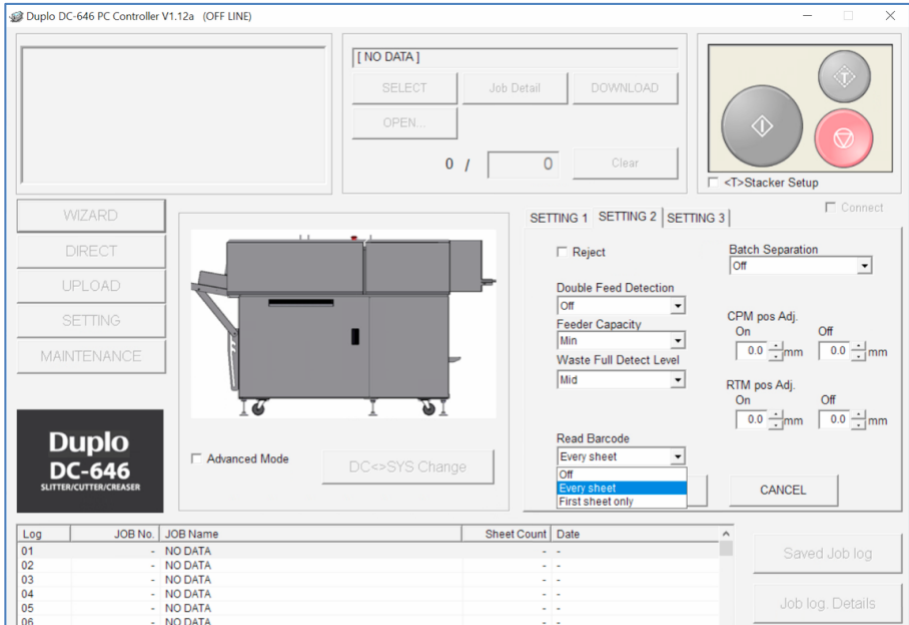 Duplo DC-646 PC Controller V1.12a (OFF LINE)
[ NO DATA ]
SELECT Job Detail DOWNLOAD
OPEN...
0 / 0 Clear
<T>Stacker Setup
Connect
WIZARD
DIRECT
UPLOAD
SETTING
MAINTENANCE
Duplo
DC-646
SLITTER/CUTTER/CREASER
Advanced Mode
DC<=>SYS Change
SETTING 1 SETTING 2 SETTING 3
Reject
Batch Separation
Off
Double Feed Detection
Off
Feeder Capacity
Min
Waste Full Detect Level
Mid
CPM pos Adj.
On Off
0.0 mm 0.0 mm
RTM pos Adj.
On Off
0.0 mm 0.0 mm
Read Barcode
Every sheet
Off
Every sheet
First sheet only
CANCEL
Log JOB No. JOB Name Sheet Count Date
01 - NO DATA - -
02 - NO DATA - -
03 - NO DATA - -
04 - NO DATA - -
05 - NO DATA - -
06 - NO DATA - -
Saved Job log
Job log. Details